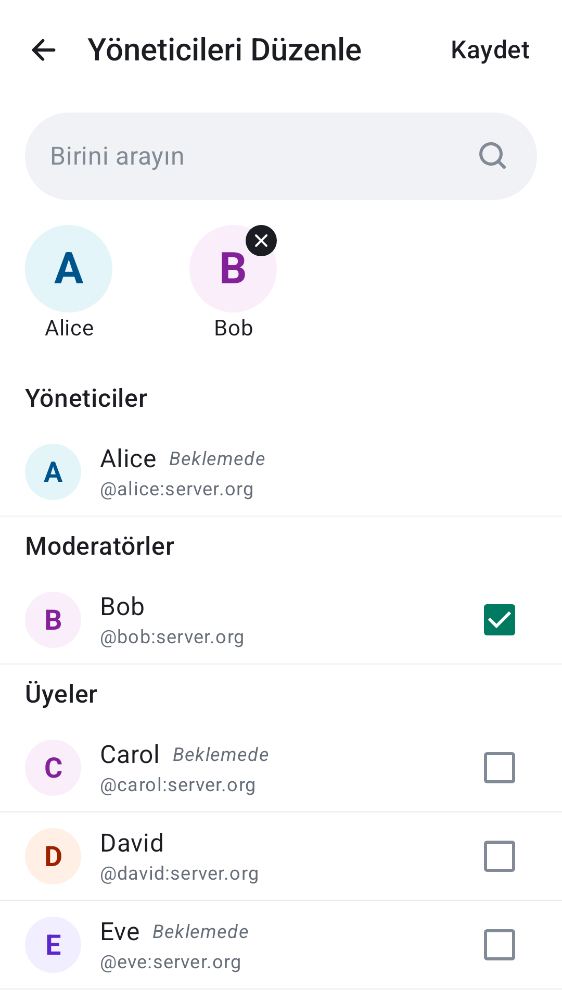 Yöneticileri Düzenle
Kaydet
Birini arayın
A
B
Alice
Bob
Yöneticiler
A
Alice Beklemede
@alice:server.org
Moderatörler
B
Bob
@bob:server.org
Üyeler
C
Carol Beklemede
@carol:server.org
D
David
@david:server.org
E
Eve Beklemede
@eve:server.org